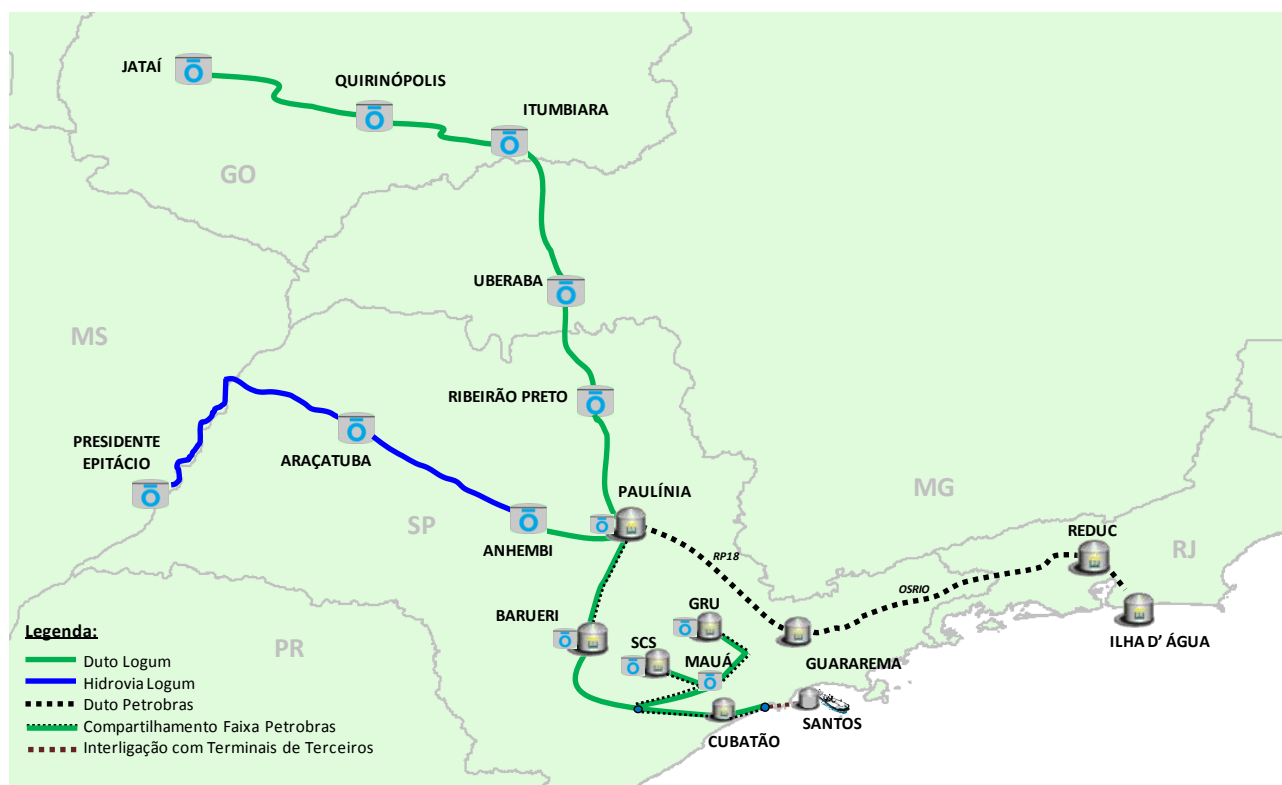 JATAÍ
QUIRINÓPOLIS
ITUMBIARA
GO
UBERABA
MS
RIBEIRÃO PRETO
PRESIDENTE
EPITÁCIO
ARAÇATUBA
PAULÍNIA
MG
SP
ANHEMBI
REDUC
RJ
RP18
OSRIO
BARUERI
GRU
ILHA D' ÁGUA
SCS
MAUÁ
GUARAREMA
PR
SANTOS
CUBATÃO
Legenda:
Duto Logum
Hidrovia Logum
Duto Petrobras
Compartilhamento Faixa Petrobras
Interligação com Terminais de Terceiros